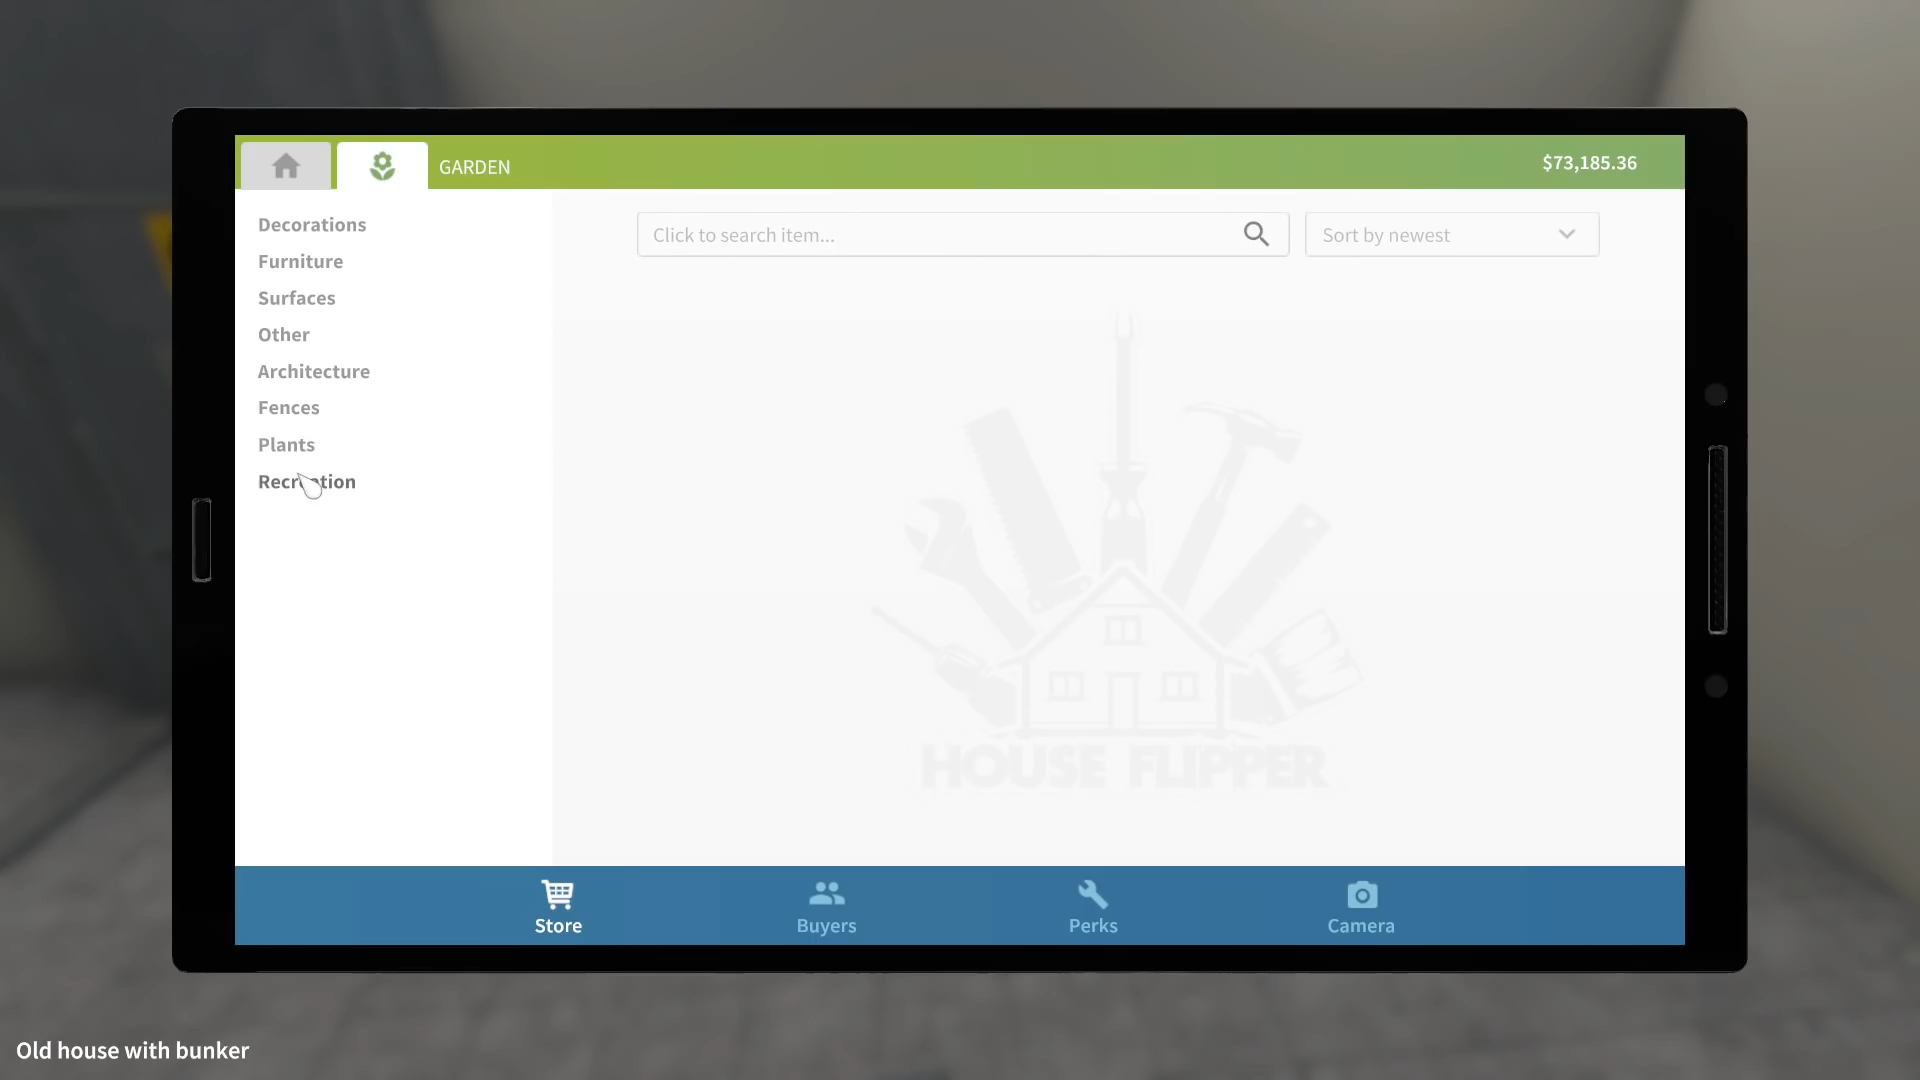 GARDEN
$73,185.36
Decorations
Furniture
Surfaces
Other
Architecture
Fences
Plants
Recreation
Click to search item...
Sort by newest
HOUSE FLIPPER
Store
Buyers
Perks
Camera
Old house with bunker